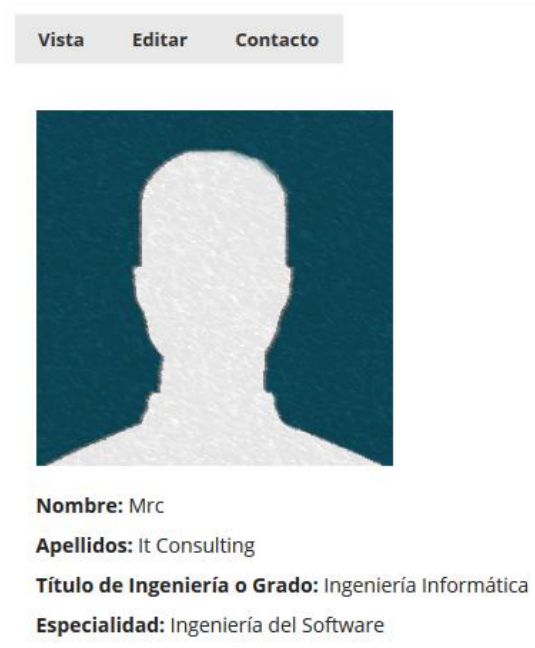 Vista Editar Contacto
Nombre: Mrc
Apellidos: It Consulting
Título de Ingeniería o Grado: Ingeniería Informática
Especialidad: Ingeniería del Software